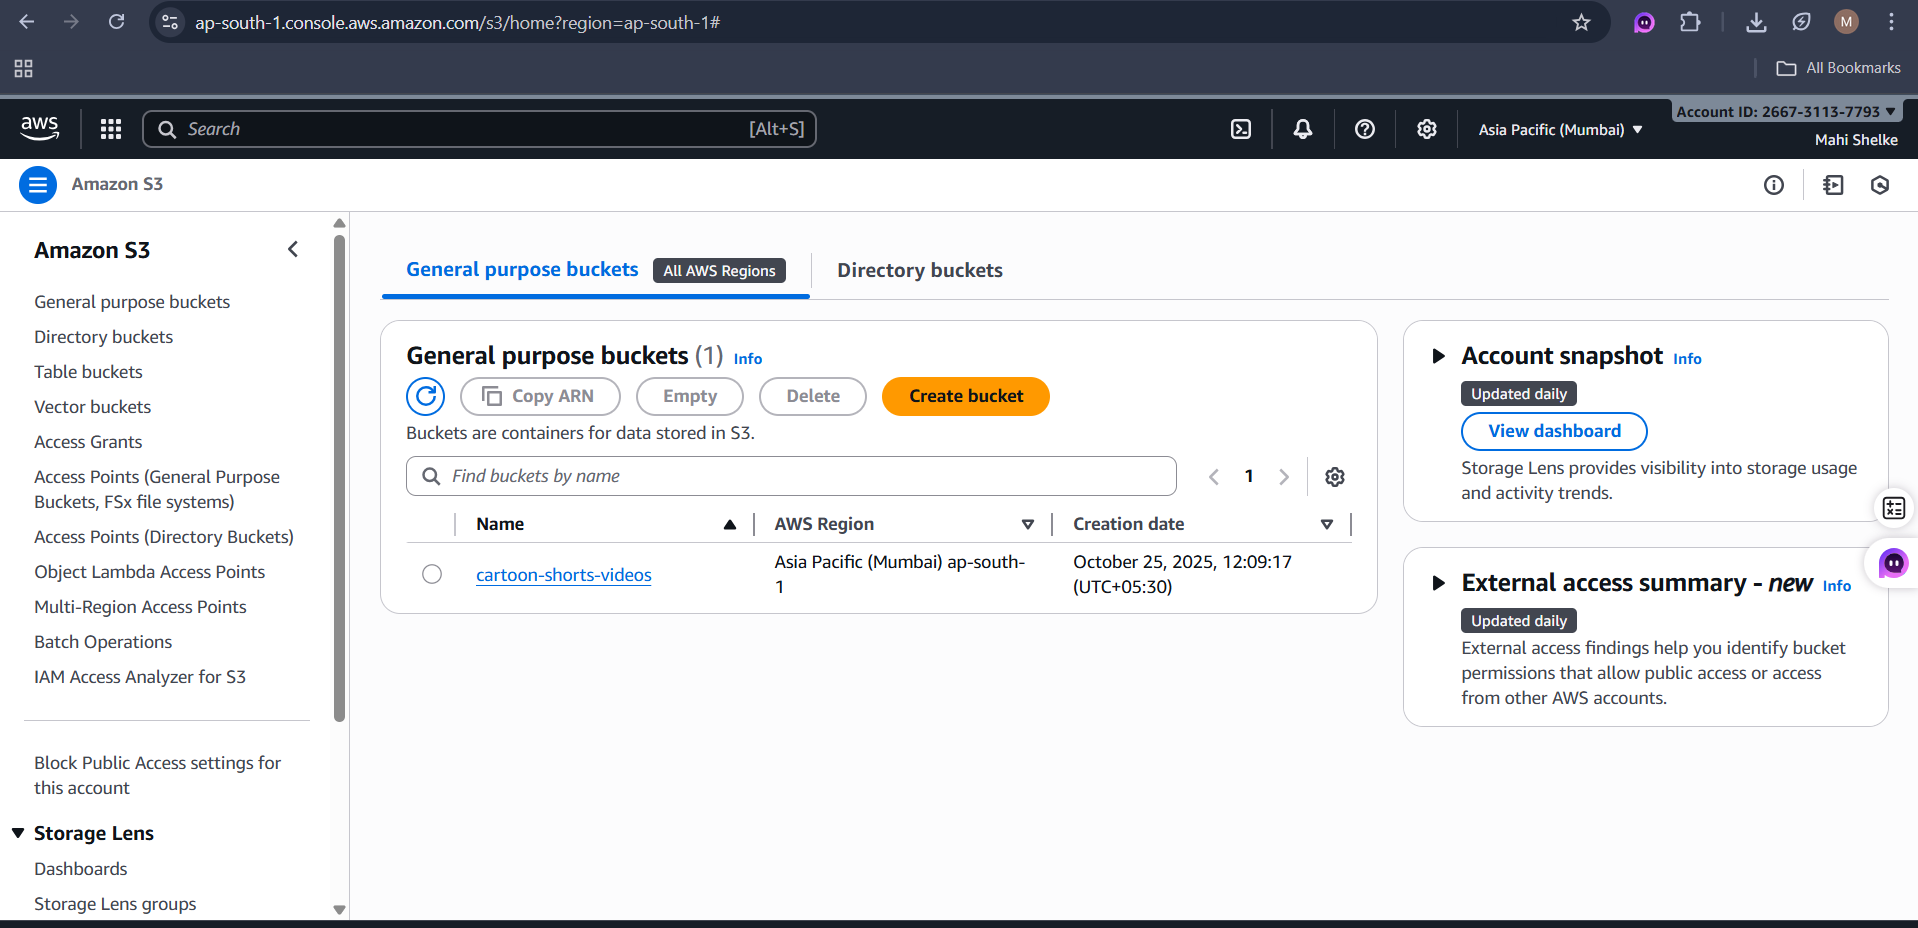 ap-south-1.console.aws.amazon.com/s3/home?region=ap-south-1#
M
All Bookmarks
aws
Search
[Alt+S]
Asia Pacific (Mumbai)
Account ID: 2667-3113-7793
Mahi Shelke
Amazon S3
Amazon S3
General purpose buckets
Directory buckets
Table buckets
Vector buckets
Access Grants
Access Points (General Purpose
Buckets, FSx file systems)
Access Points (Directory Buckets)
Object Lambda Access Points
Multi-Region Access Points
Batch Operations
IAM Access Analyzer for S3
Block Public Access settings for
this account
Storage Lens
Dashboards
Storage Lens groups
General purpose buckets
All AWS Regions
Directory buckets
General purpose buckets (1) Info
Copy ARN
Empty
Delete
Create bucket
Buckets are containers for data stored in S3.
Find buckets by name
1
Name
AWS Region
Creation date
cartoon-shorts-videos
Asia Pacific (Mumbai) ap-south-
1
October 25, 2025, 12:09:17
(UTC+05:30)
Account snapshot Info
Updated daily
View dashboard
Storage Lens provides visibility into storage usage
and activity trends.
External access summary - new Info
Updated daily
External access findings help you identify bucket
permissions that allow public access or access
from other AWS accounts.